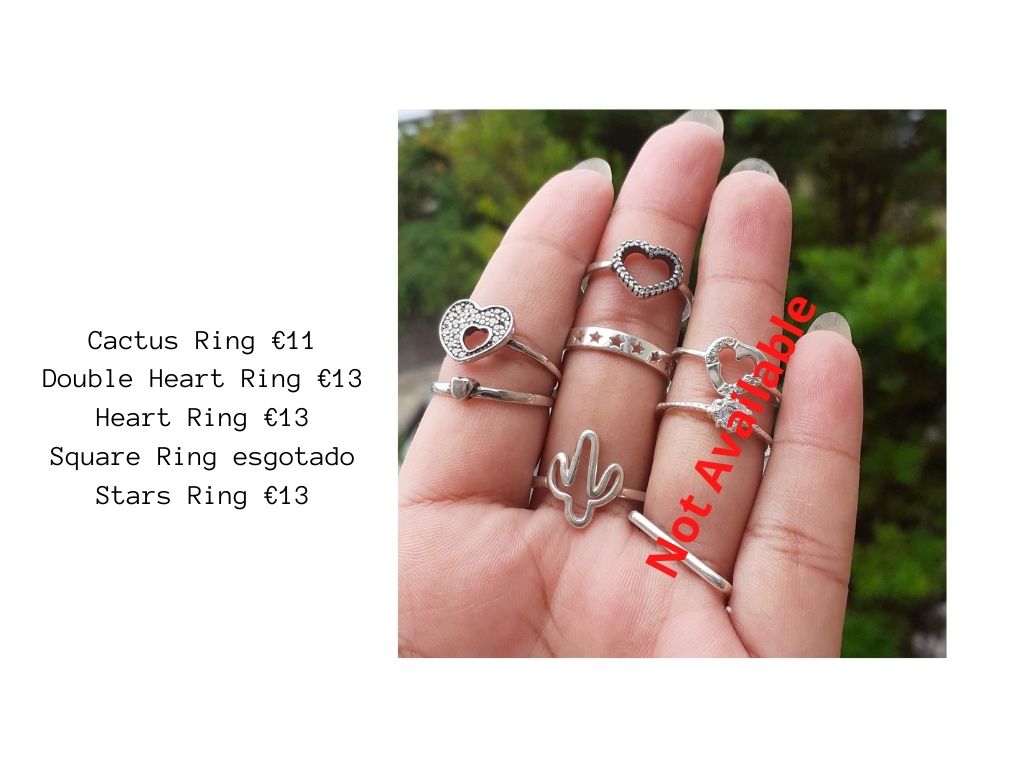 Cactus Ring €11
Double Heart Ring €13
Heart Ring €13
Square Ring esgotado
Stars Ring €13
Not Available